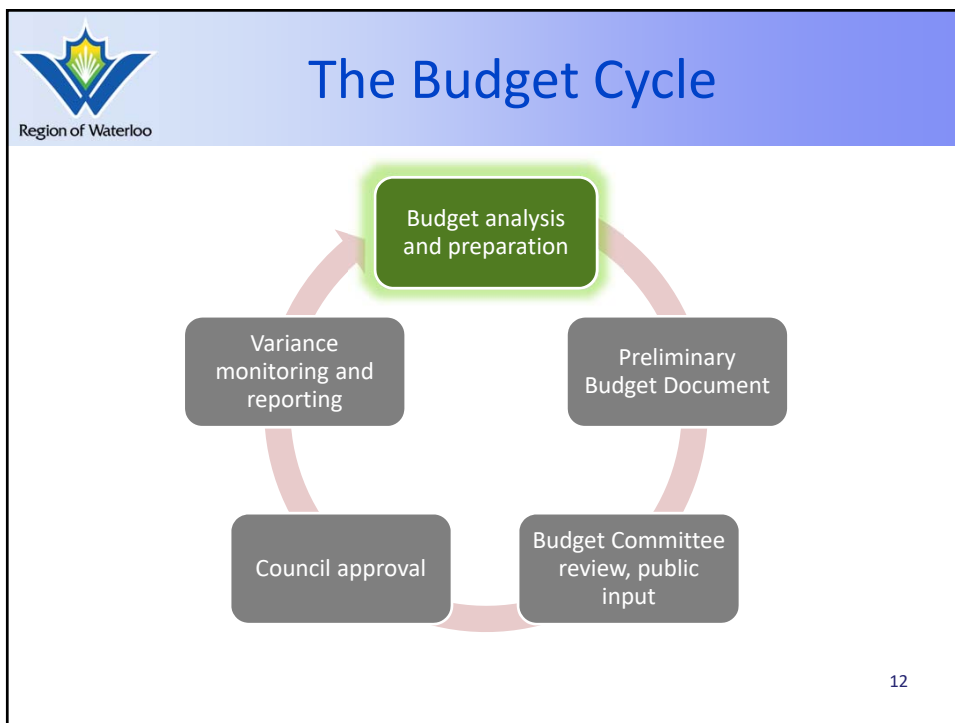 The Budget Cycle
Region of Waterloo
Budget analysis
and preparation
Preliminary
Budget Document
Budget Committee
review, public
input
Council approval
Variance
monitoring and
reporting
12